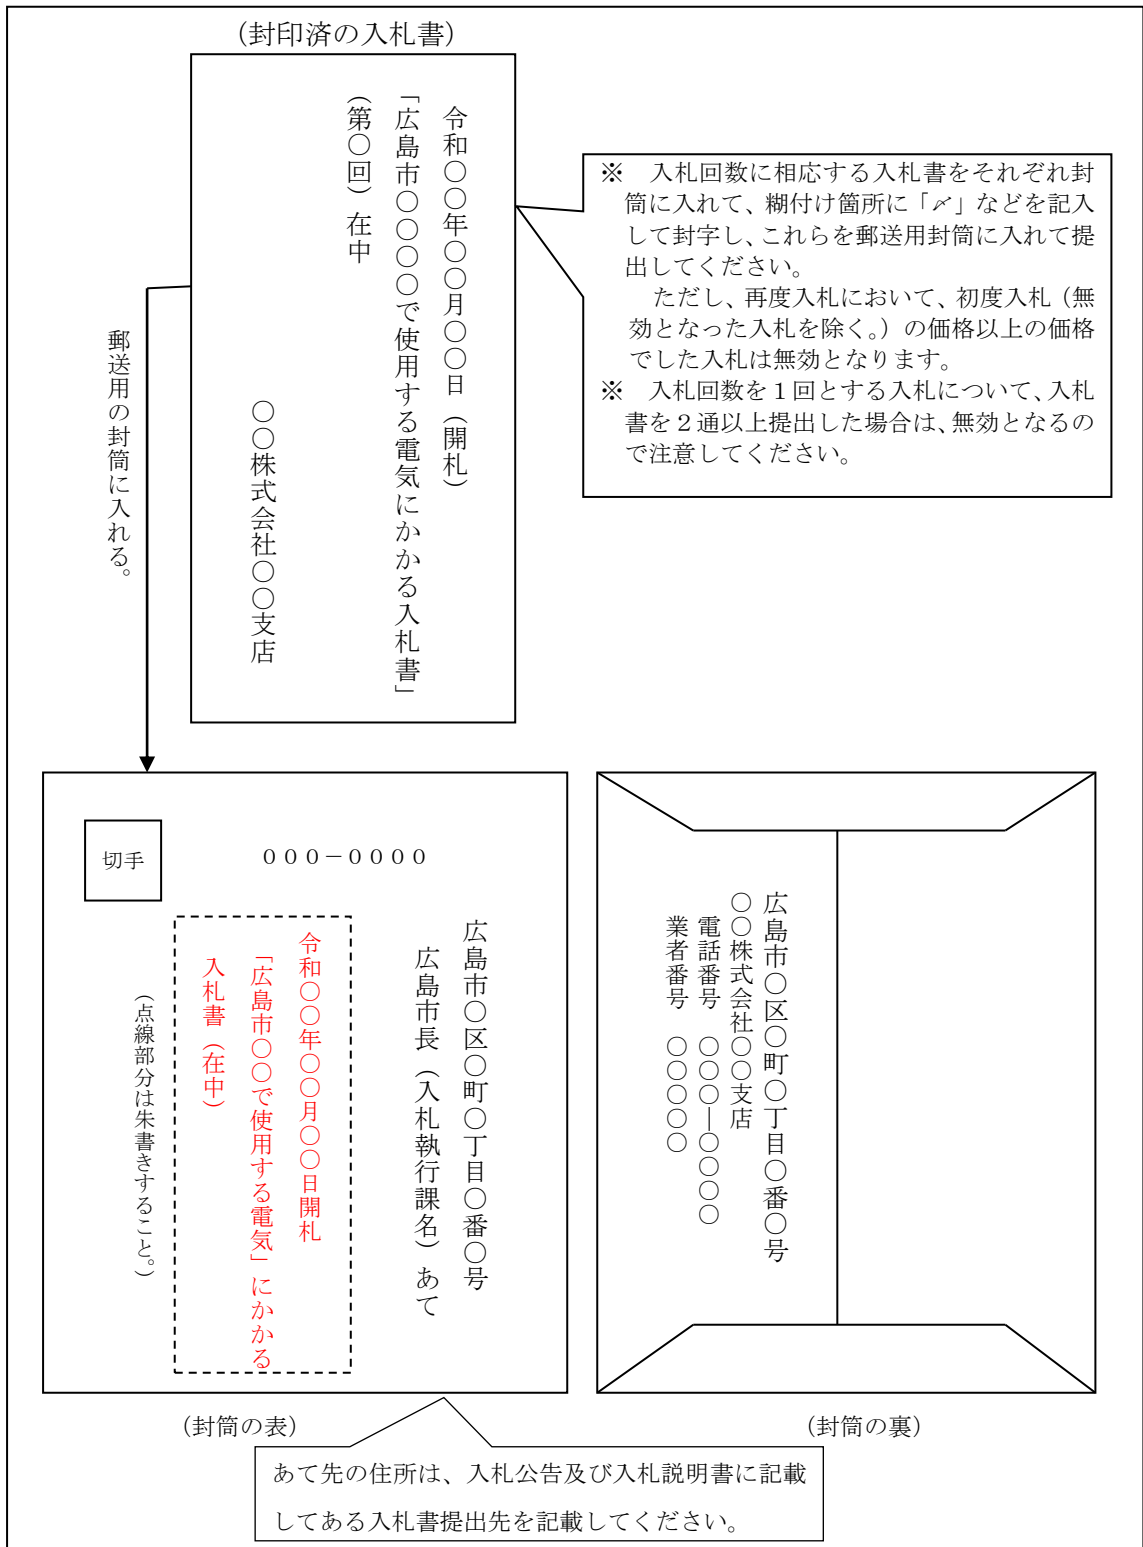 （封印済の入札書）
令和〇〇年〇〇月〇〇日（開札）
「広島市〇〇〇〇で使用する電気にかかる入札書」
（第〇回）在中
〇〇株式会社〇〇支店
※　入札回数に相応する入札書をそれぞれ封
筒に入れて、糊付け箇所に「〆」などを記入
して封字し、これらを郵送用封筒に入れて提
出してください。
ただし、再度入札において、初度入札（無
効となった入札を除く。）の価格以上の価格
でした入札は無効となります。
※　入札回数を１回とする入札について、入札
書を２通以上提出した場合は、無効となるの
で注意してください。
郵送用の封筒に入れる。
切手
０００－００００
広島市〇区〇町〇丁目〇番〇号
広島市長（入札執行課名）あて
令和〇〇年〇〇月〇〇日開札
「広島市〇〇で使用する電気」にかかる
入札書（在中）
（点線部分は朱書きすること。）
（封筒の表）
広島市〇区〇町〇丁目〇番〇号
〇〇株式会社〇〇支店
電話番号　〇〇〇―〇〇〇〇
業者番号　〇〇〇〇〇
（封筒の裏）
あて先の住所は、入札公告及び入札説明書に記載
してある入札書提出先を記載してください。